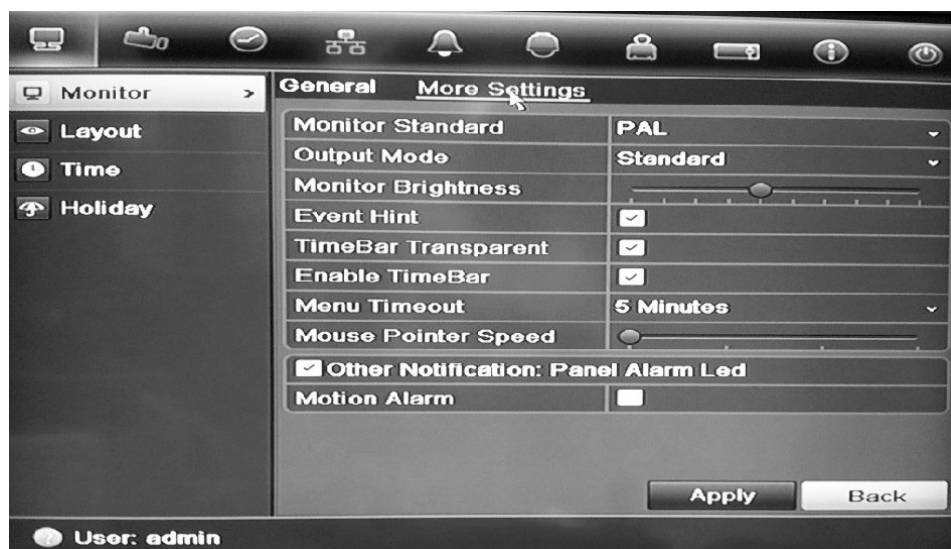 General More Settings
Monitor
Layout
Time
Holiday
Monitor Standard PAL
Output Mode Standard
Monitor Brightness
Event Hint
TimeBar Transparent
Enable TimeBar
Menu Timeout 5 Minutes
Mouse Pointer Speed
Other Notification: Panel Alarm Led
Motion Alarm
Apply Back
User: admin